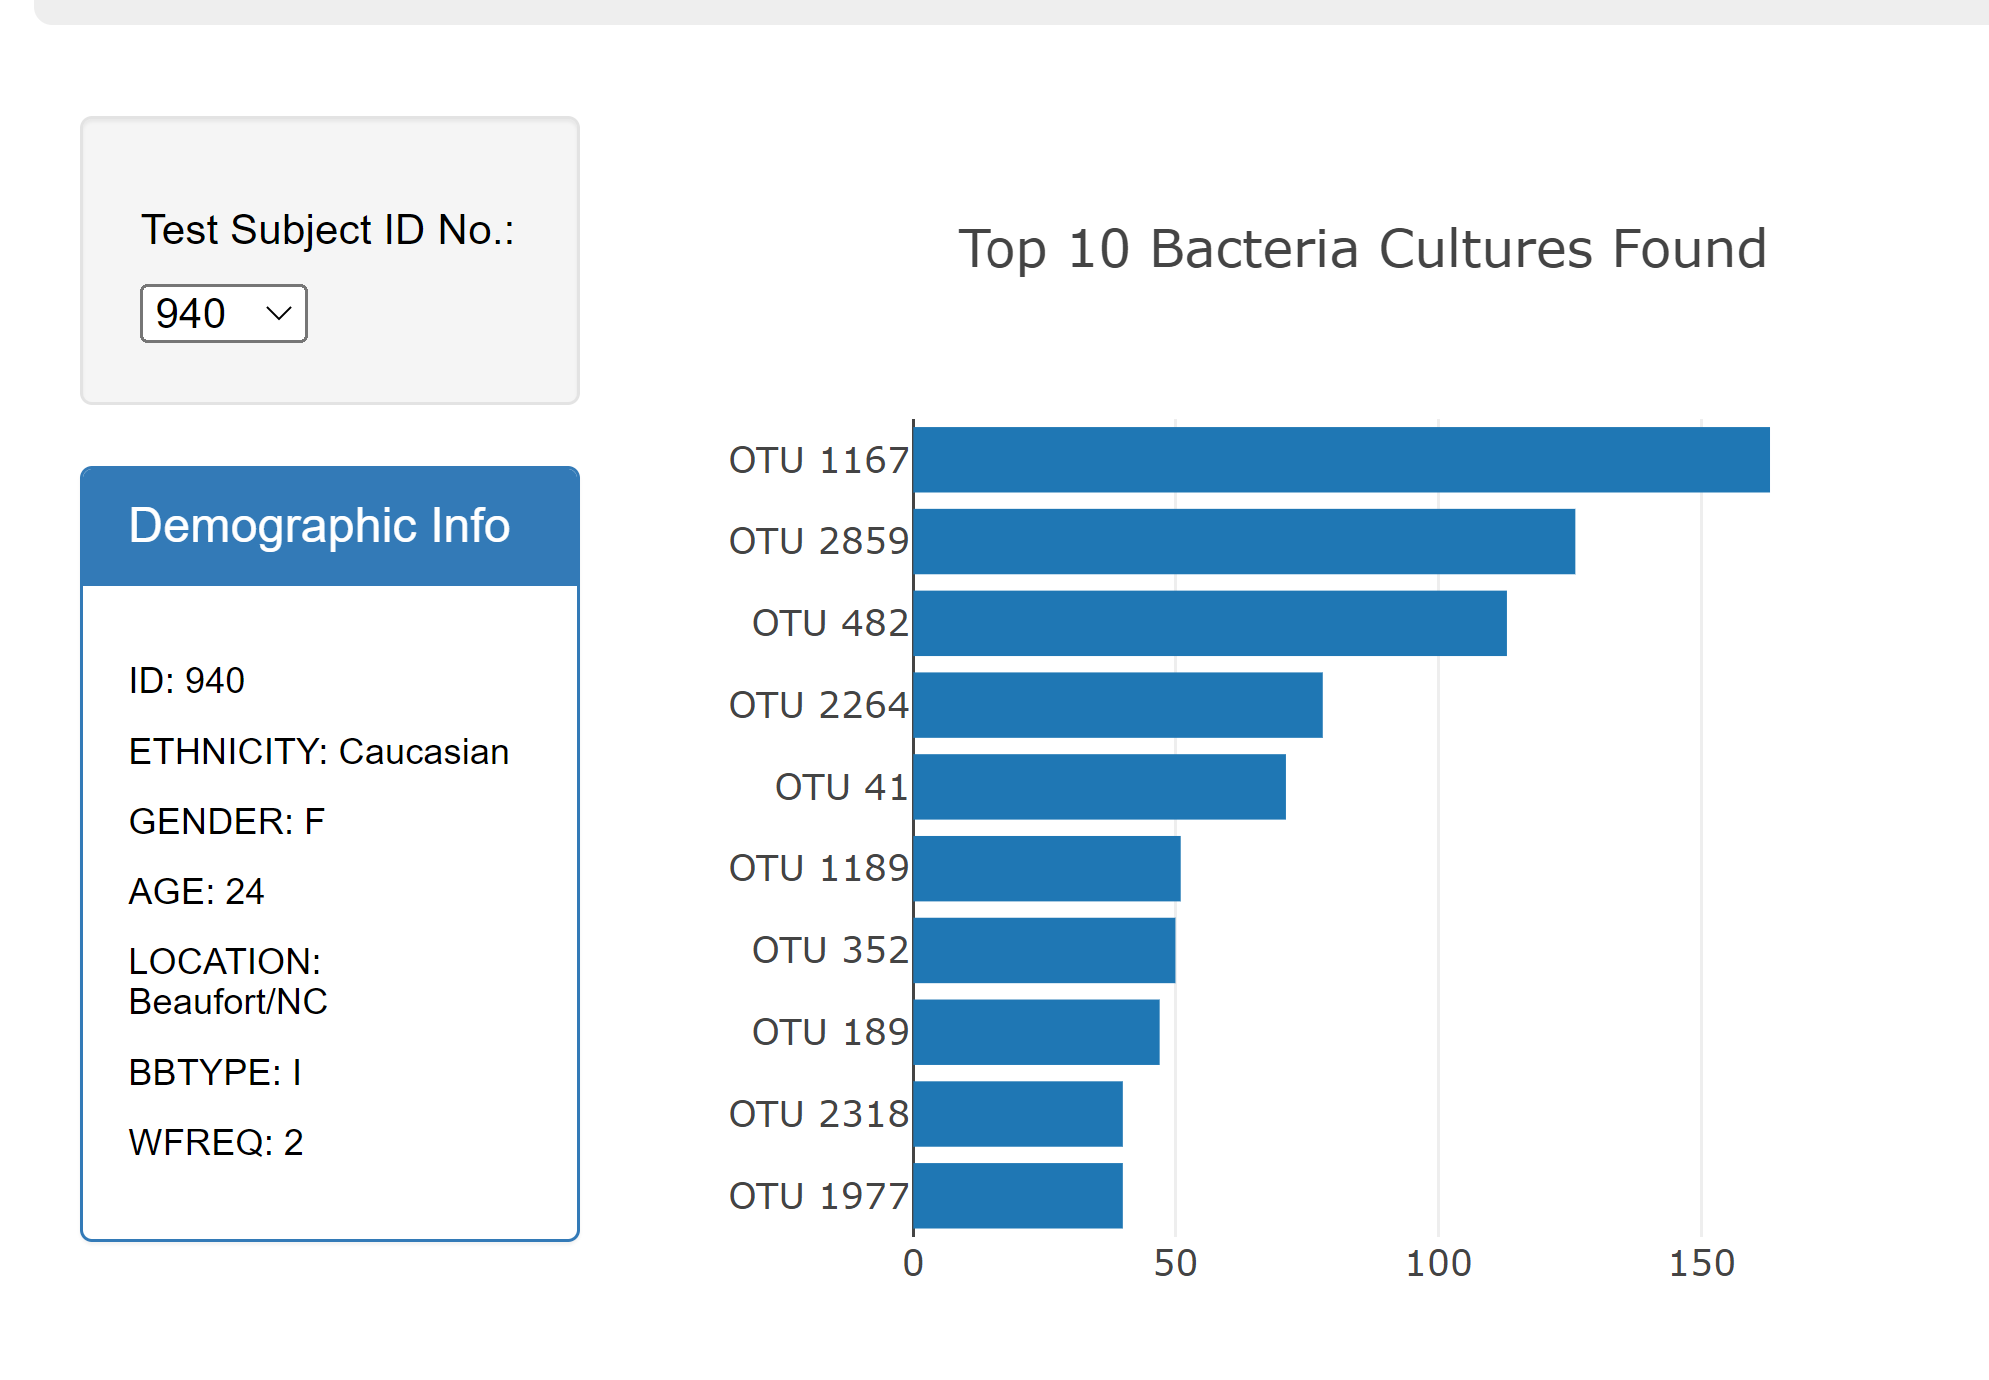 Test Subject ID No.:
940
Demographic Info
ID: 940
ETHNICITY: Caucasian
GENDER: F
AGE: 24
LOCATION:
Beaufort/NC
BBTYPE: I
WFREQ: 2
Top 10 Bacteria Cultures Found
OTU 1167
OTU 2859
OTU 482
OTU 2264
OTU 41
OTU 1189
OTU 352
OTU 189
OTU 2318
OTU 1977
0 50 100 150